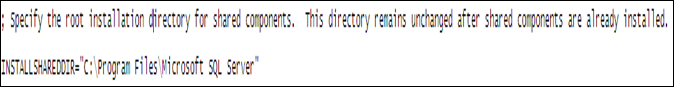 ; Specify the root installation directory for shared components.  This directory remains unchanged after shared components are already installed.
INSTALLSHAREDDIR="C:\Program Files\Microsoft SQL Server"